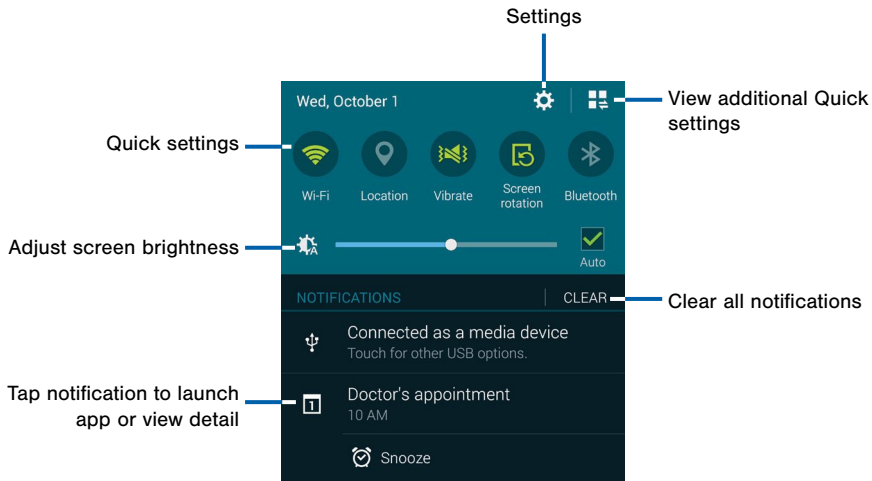 Settings
Wed, October 1
View additional Quick
settings
Quick settings
Wi-Fi
Location
Vibrate
Screen
rotation
Bluetooth
Adjust screen brightness
A
Auto
NOTIFICATIONS
CLEAR
Clear all notifications
Connected as a media device
Touch for other USB options.
Tap notification to launch
app or view detail
1
Doctor's appointment
10 AM
Snooze